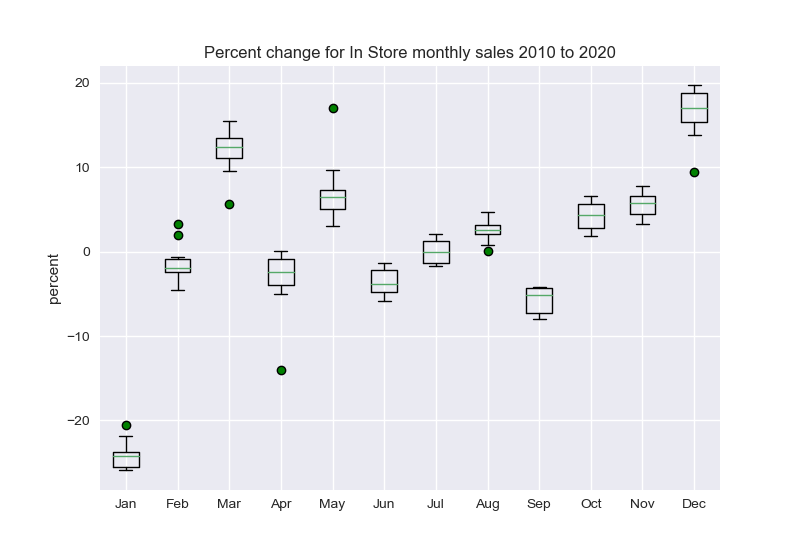 Percent change for In Store monthly sales 2010 to 2020
20
10
0
−10
−20
percent
Jan Feb Mar Apr May Jun Jul Aug Sep Oct Nov Dec